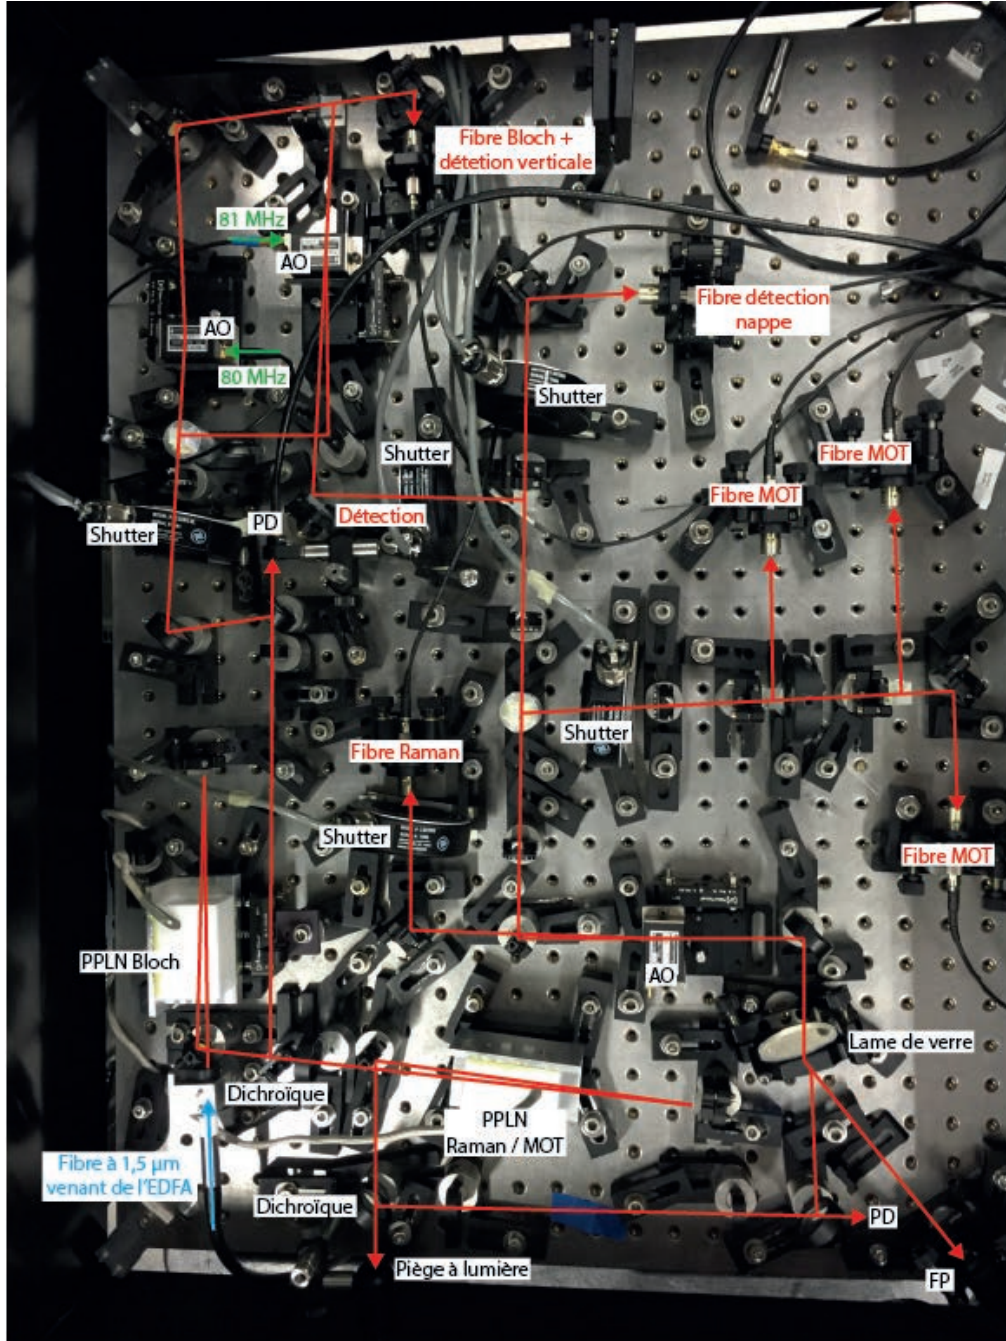 Fibre Bloch +
détetion verticale
81 MHz
AO
AO
80 MHz
Fibre détection
nappe
Shutter
Shutter
Fibre MOT
Fibre MOT
Détection
PD
Shutter
Shutter
Fibre Raman
Shutter
Fibre MOT
PPLN Bloch
AO
Lame de verre
Dichroïque
PPLN
Raman / MOT
Fibre à 1,5 µm
venant de l'EDFA
Dichroïque
PD
Piège à lumière
FP